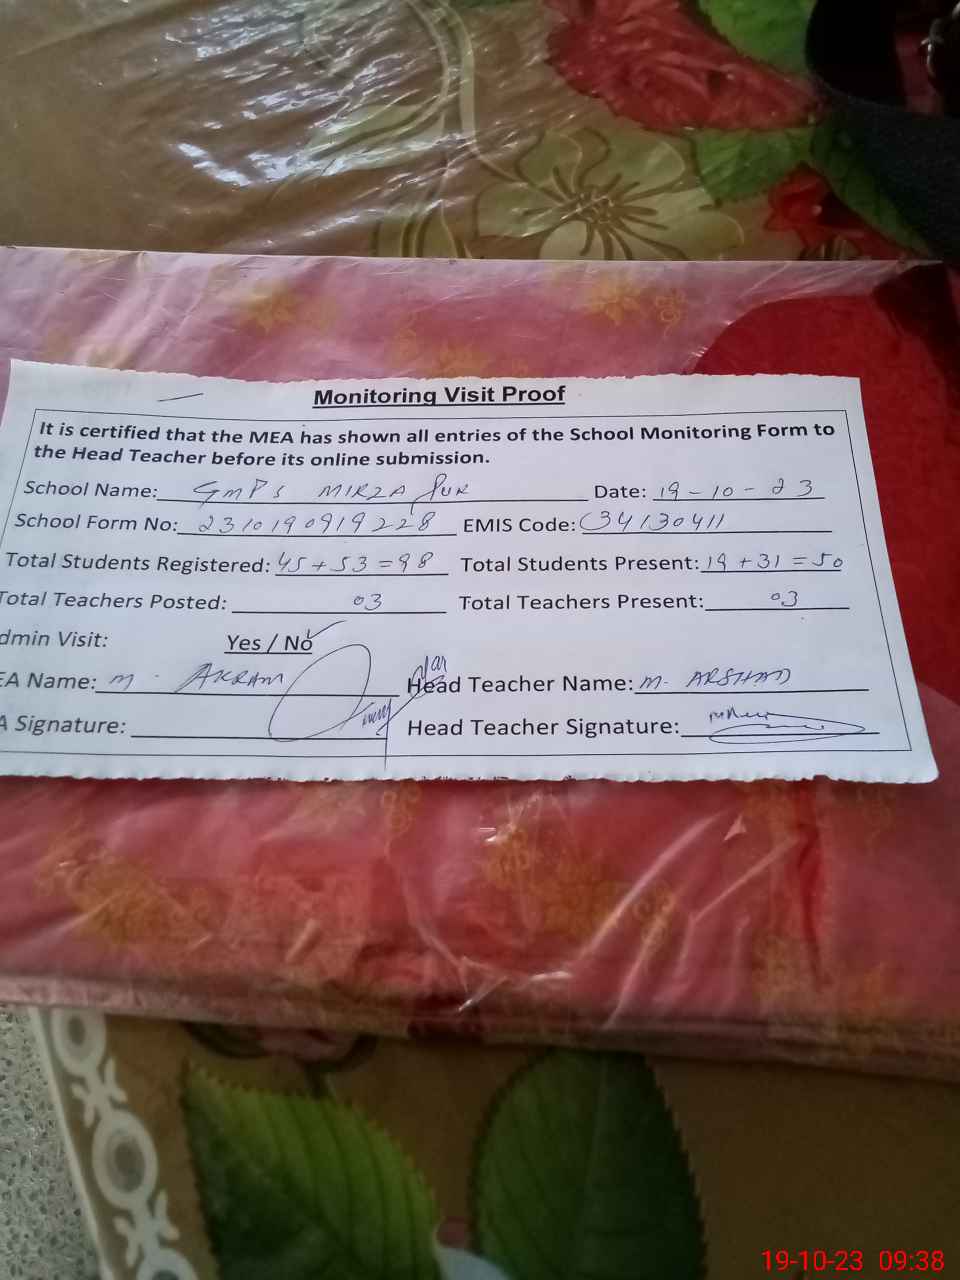 Monitoring Visit Proof
It is certified that the MEA has shown all entries of the School Monitoring Form to
the Head Teacher before its online submission.
School Name: GMPS MIRZA PUR Date: 19-10-23
School Form No: 2310190919228 EMIS Code: 34130411
Total Students Registered: 45+53=98 Total Students Present: 19+31=50
Total Teachers Posted: 03 Total Teachers Present: 03
dmin Visit: Yes / No
EA Name: M. AKRAM Head Teacher Name: M. ARSHAD
A Signature: Head Teacher Signature:
19-10-23 09:38